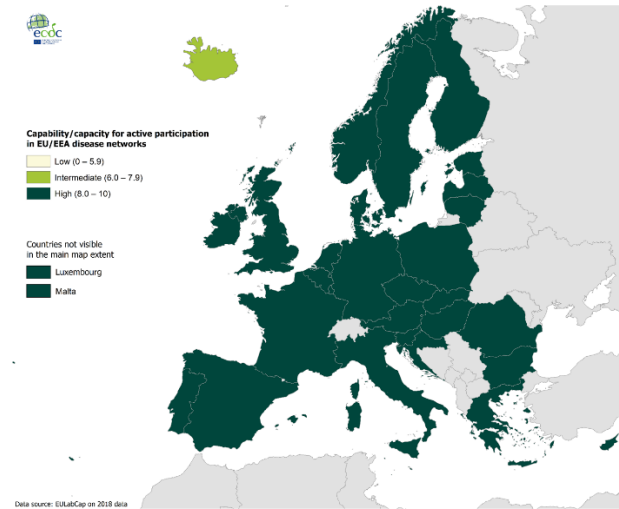 ecdc
Capability/capacity for active participation
in EU/EEA disease networks
Low (0 – 5.9)
Intermediate (6.0 – 7.9)
High (8.0 – 10)
Countries not visible
in the main map extent
Luxembourg
Malta
Data source: EULabCap on 2018 data